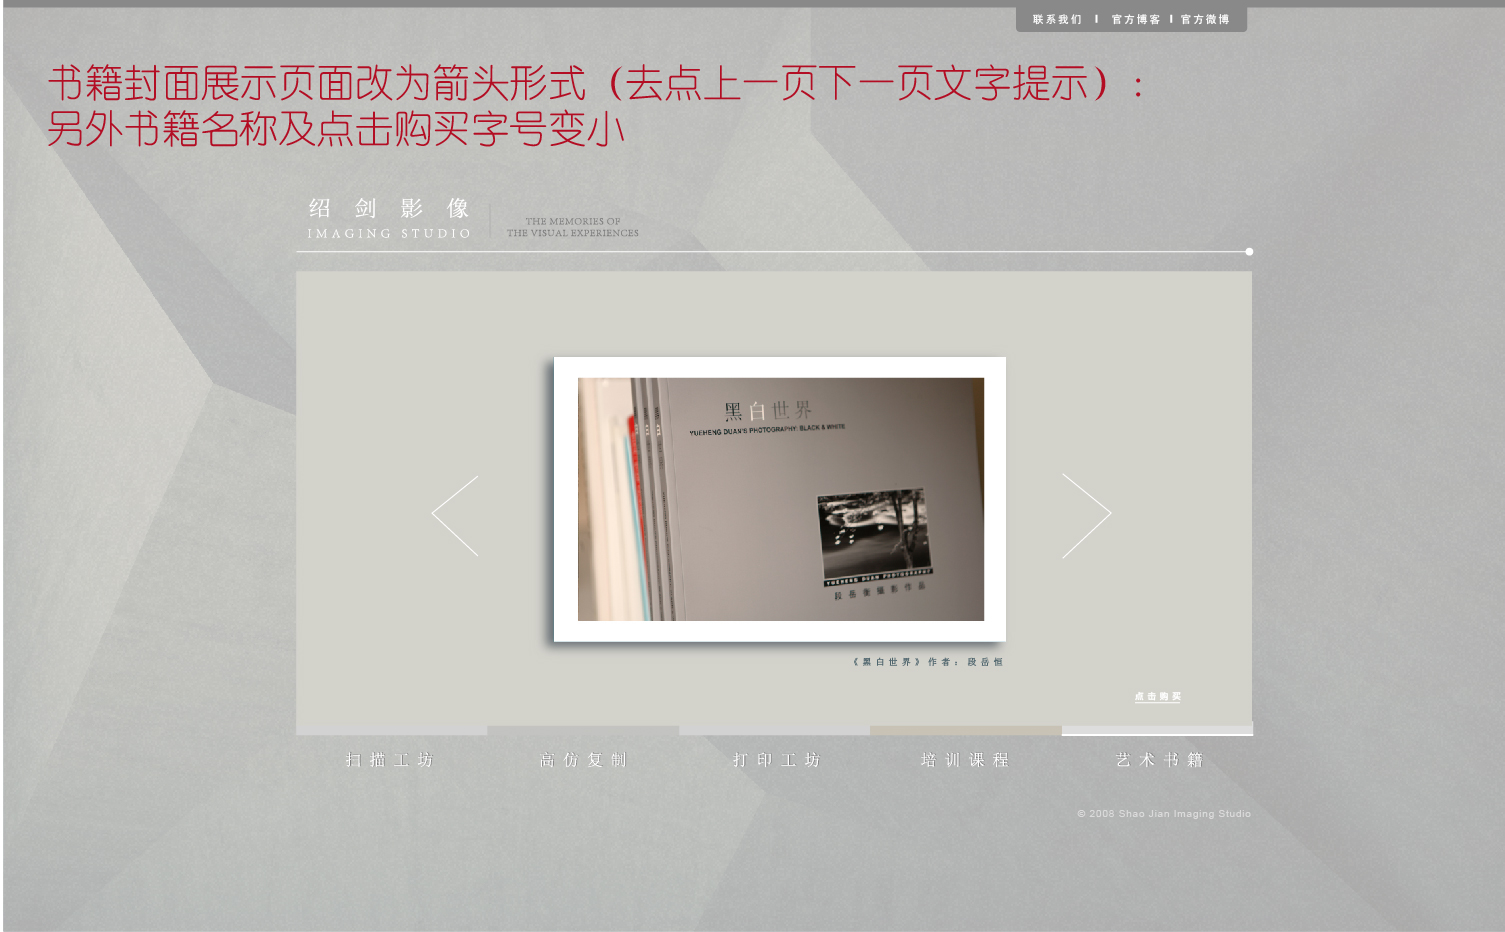 联系我们 I 官方博客 I 官方微博
书籍封面展示页面改为箭头形式（去点上一页下一页文字提示）：
另外书籍名称及点击购买字号变小
绍剑影像
IMAGING STUDIO
THE MEMORIES OF
THE VISUAL EXPERIENCES
黑白世界
YUEHENG DUAN'S PHOTOGRAPHY: BLACK & WHITE
YUEHENG DUAN PHOTOGRAPHY
段岳衡攝影作品
《黑白世界》作者：段岳恒
点击购买
扫描工坊
高仿复制
打印工坊
培训课程
艺术书籍
© 2008 Shao Jian Imaging Studio